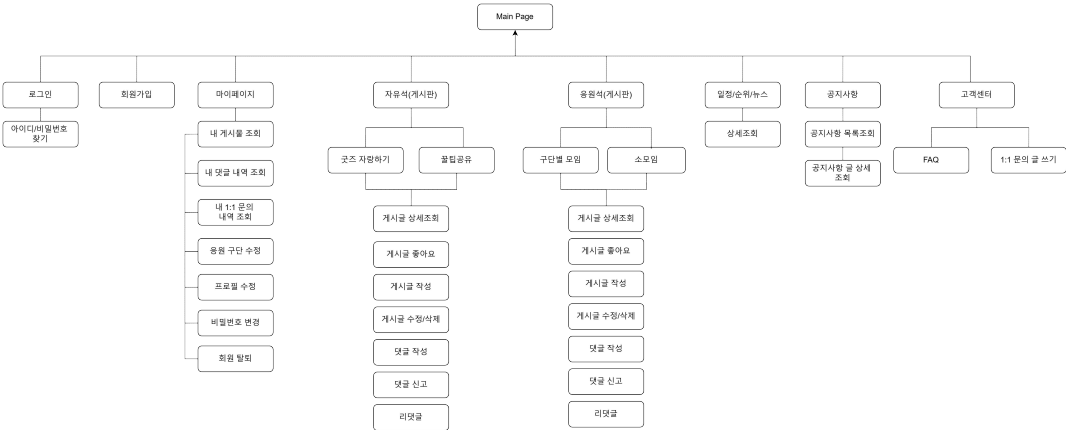 Main Page
로그인
회원가입
마이페이지
자유석(게시판)
응원석(게시판)
일정/순위/뉴스
공지사항
고객센터
아이디/비밀번호
찾기
내 게시물 조회
내 댓글 내역 조회
내 1:1 문의
내역 조회
응원 구단 수정
프로필 수정
비밀번호 변경
회원 탈퇴
굿즈 자랑하기
꿀팁공유
게시글 상세조회
게시글 좋아요
게시글 작성
게시글 수정/삭제
댓글 작성
댓글 신고
리댓글
구단별 모임
소모임
게시글 상세조회
게시글 좋아요
게시글 작성
게시글 수정/삭제
댓글 작성
댓글 신고
리댓글
상세조회
공지사항 목록조회
공지사항 글 상세
조회
FAQ
1:1 문의 글 쓰기